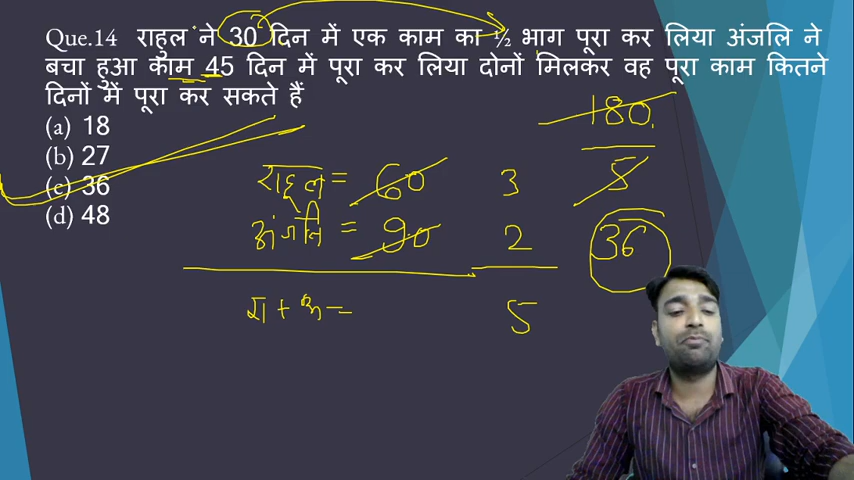 Que.14 राहुल ने 30 दिन में एक काम का ½ भाग पूरा कर लिया अंजलि ने
बचा हुआ काम 45 दिन में पूरा कर लिया दोनों मिलकर वह पूरा काम कितने
दिनों में पूरा कर सकते हैं
(a) 18
(b) 27
(c) 36
(d) 48
180
राहूल = 60 3 5
अंजलि = 90 2 36
रा + अ = 5